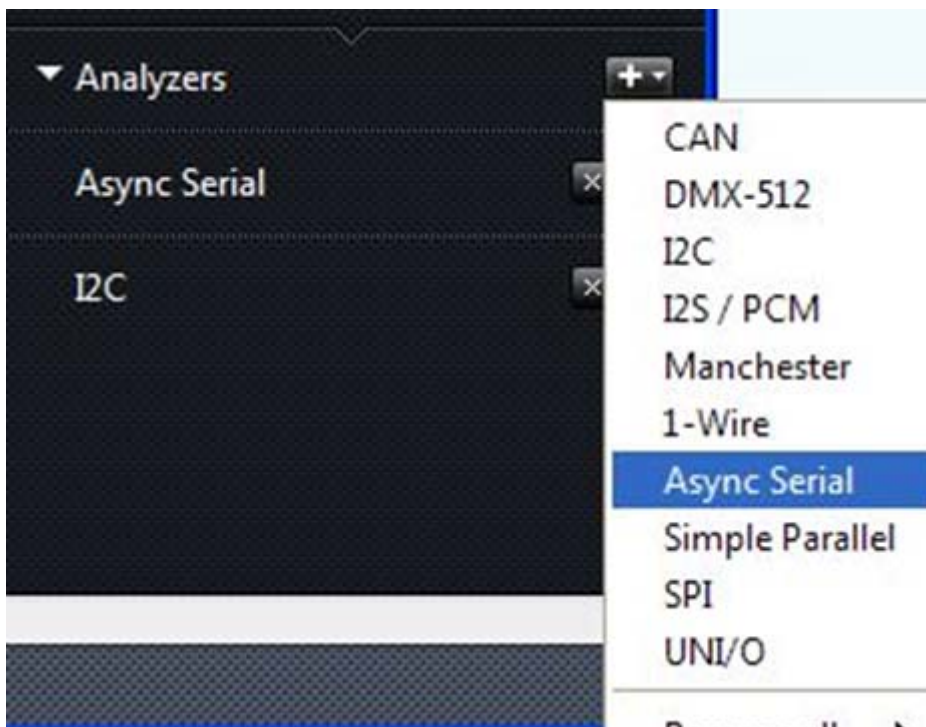 Analyzers
Async Serial
I2C
CAN
DMX-512
I2C
I2S / PCM
Manchester
1-Wire
Async Serial
Simple Parallel
SPI
UNI/O